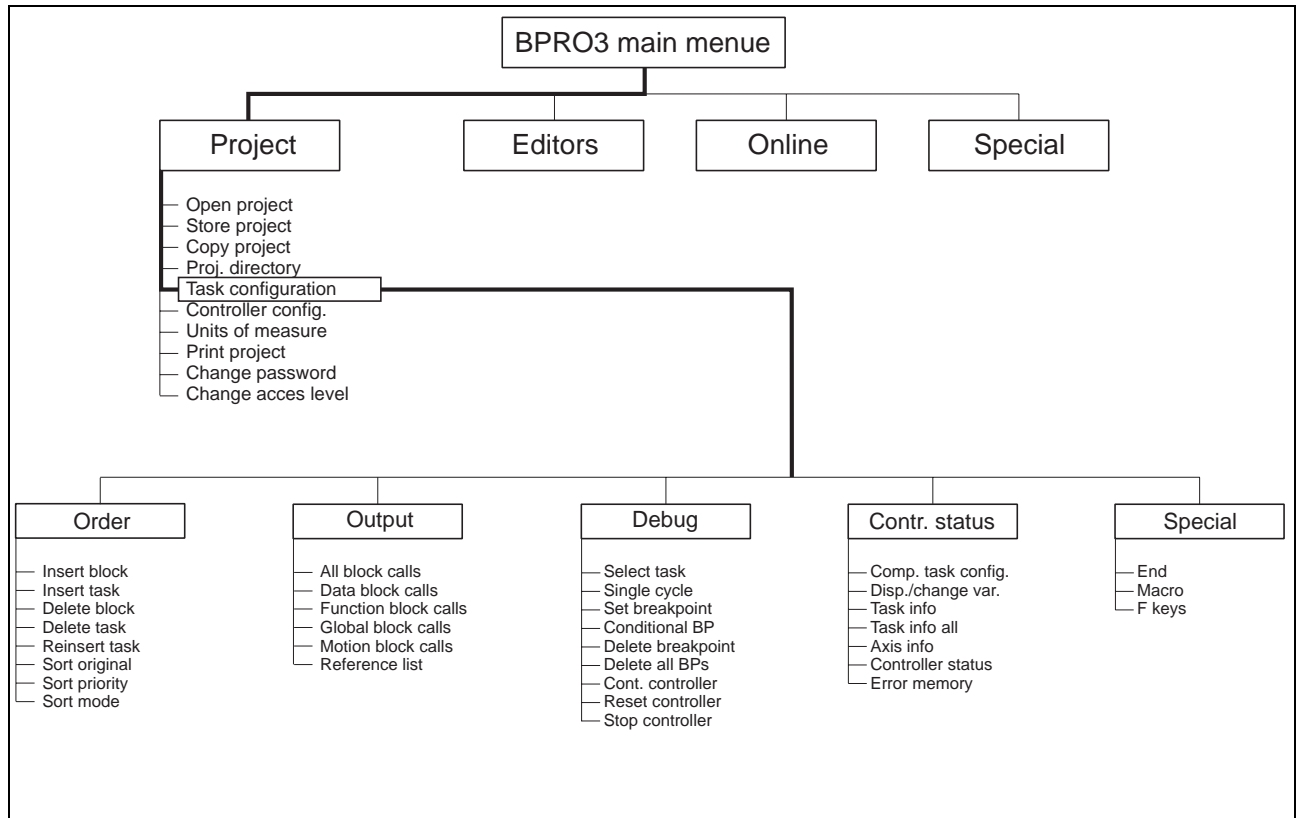 BPRO3 main menue
Project
Editors
Online
Special
Open project
Store project
Copy project
Proj. directory
Task configuration
Controller config.
Units of measure
Print project
Change password
Change acces level
Order
Output
Debug
Contr. status
Special
Insert block
Insert task
Delete block
Delete task
Reinsert task
Sort original
Sort priority
Sort mode
All block calls
Data block calls
Function block calls
Global block calls
Motion block calls
Reference list
Select task
Single cycle
Set breakpoint
Conditional BP
Delete breakpoint
Delete all BPs
Cont. controller
Reset controller
Stop controller
Comp. task config.
Disp./change var.
Task info
Task info all
Axis info
Controller status
Error memory
End
Macro
F keys